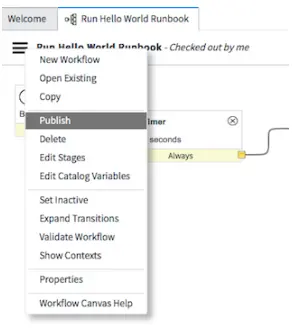 Welcome
Run Hello World Runbook
Run Hello World Runbook - Checked out by me
New Workflow
Open Existing
Copy
Publish
Delete
Edit Stages
Edit Catalog Variables
Set Inactive
Expand Transitions
Validate Workflow
Show Contexts
Properties
Workflow Canvas Help
B
mer
seconds
Always